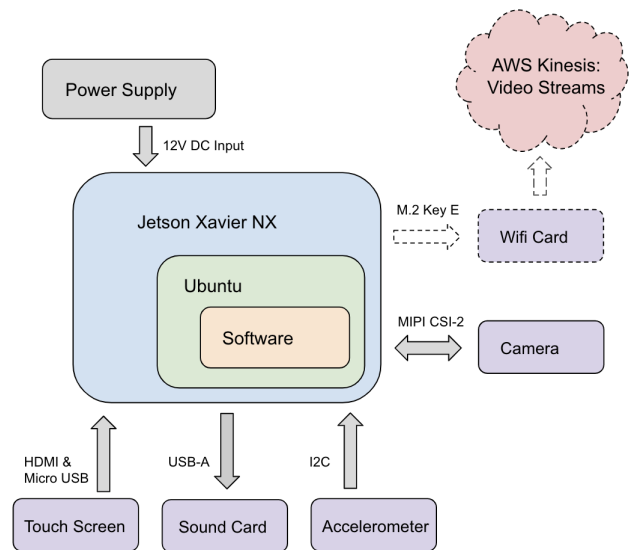 AWS Kinesis:
Video Streams
Power Supply
12V DC Input
Jetson Xavier NX
M.2 Key E
Wifi Card
Ubuntu
Software
MIPI CSI-2
Camera
HDMI &
Micro USB
USB-A
I2C
Touch Screen
Sound Card
Accelerometer